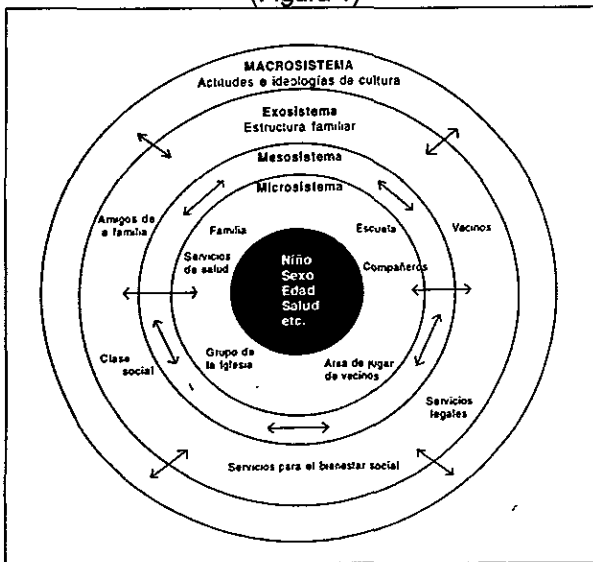 (Figura 1)
MACROSISTEMA
Actitudes e ideologías de cultura
Exosistema
Estructura familiar
Mesosistema
Microsistema
Amigos de
a familia
Familia
Escuela
Vecinos
Servicios
de salud
Niño
Sexo
Edad
Salud
etc.
Compañeros
Clase
social
Grupo de
la Iglesia
Area de jugar
de vecinos
Servicios
legales
Servicios para el bienestar social